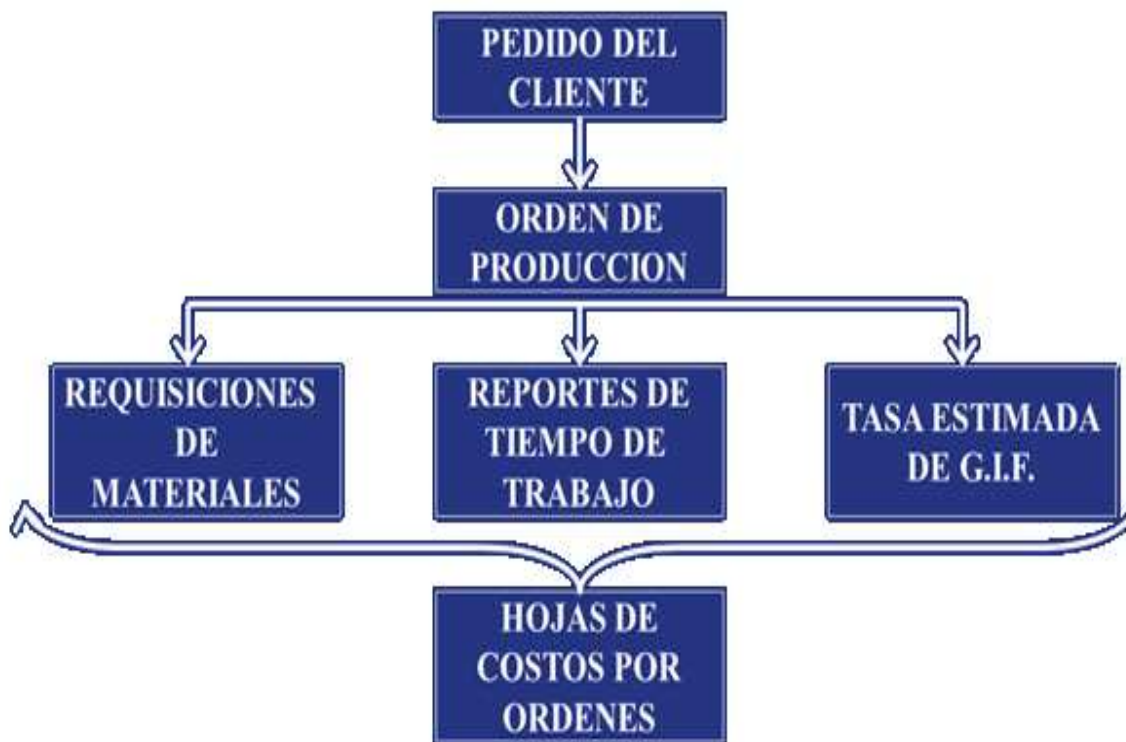 PEDIDO DEL
CLIENTE
ORDEN DE
PRODUCCION
REQUISICIONES
DE
MATERIALES
REPORTES DE
TIEMPO DE
TRABAJO
TASA ESTIMADA
DE G.I.F.
HOJAS DE
COSTOS POR
ORDENES